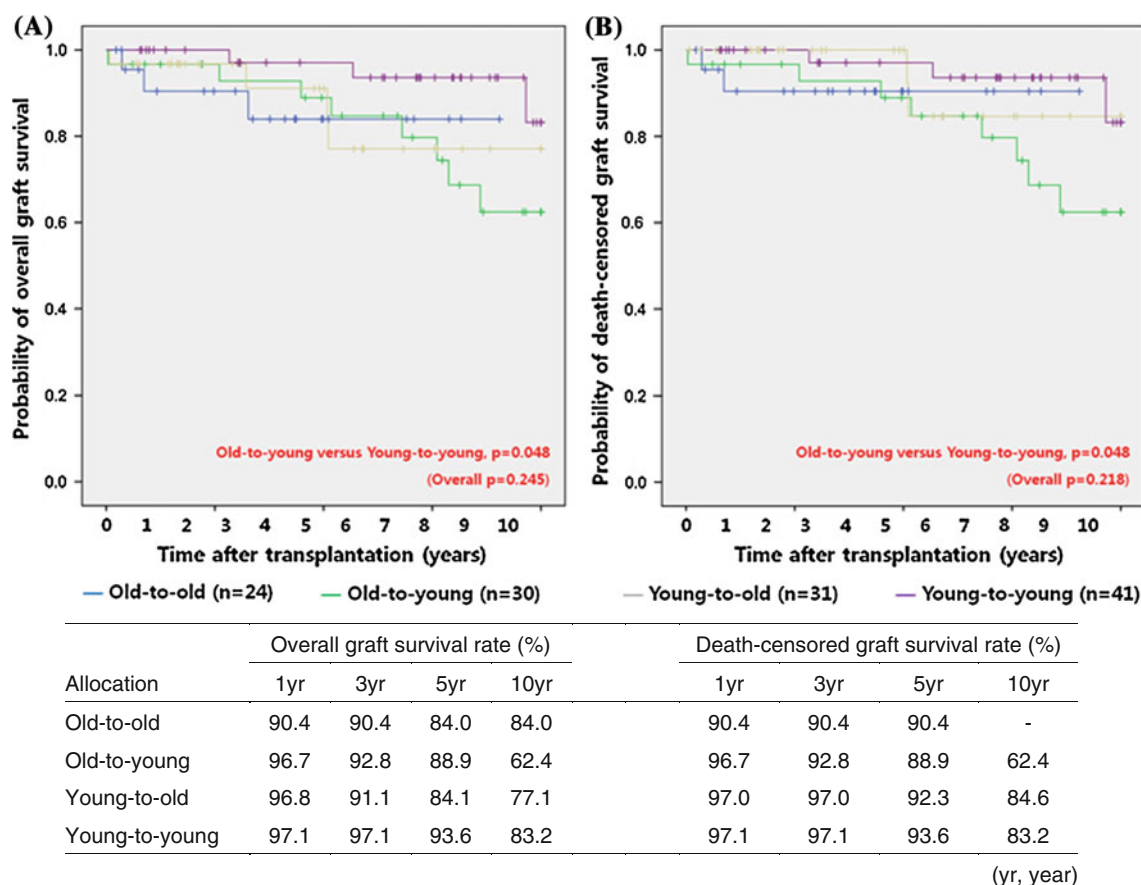 (A)
Probability of overall graft survival
1.0
0.8
0.6
0.4
0.2
0.0
Old-to-young versus Young-to-young, p=0.048
(Overall p=0.245)
0 1 2 3 4 5 6 7 8 9 10
Time after transplantation (years)
(B)
Probability of death-censored graft survival
1.0
0.8
0.6
0.4
0.2
0.0
Old-to-young versus Young-to-young, p=0.048
(Overall p=0.218)
0 1 2 3 4 5 6 7 8 9 10
Time after transplantation (years)
Old-to-old (n=24) Old-to-young (n=30) Young-to-old (n=31) Young-to-young (n=41)
Overall graft survival rate (%) Death-censored graft survival rate (%)
Allocation 1yr 3yr 5yr 10yr 1yr 3yr 5yr 10yr
Old-to-old 90.4 90.4 84.0 84.0 90.4 90.4 90.4 -
Old-to-young 96.7 92.8 88.9 62.4 96.7 92.8 88.9 62.4
Young-to-old 96.8 91.1 84.1 77.1 97.0 97.0 92.3 84.6
Young-to-young 97.1 97.1 93.6 83.2 97.1 97.1 93.6 83.2
(yr, year)